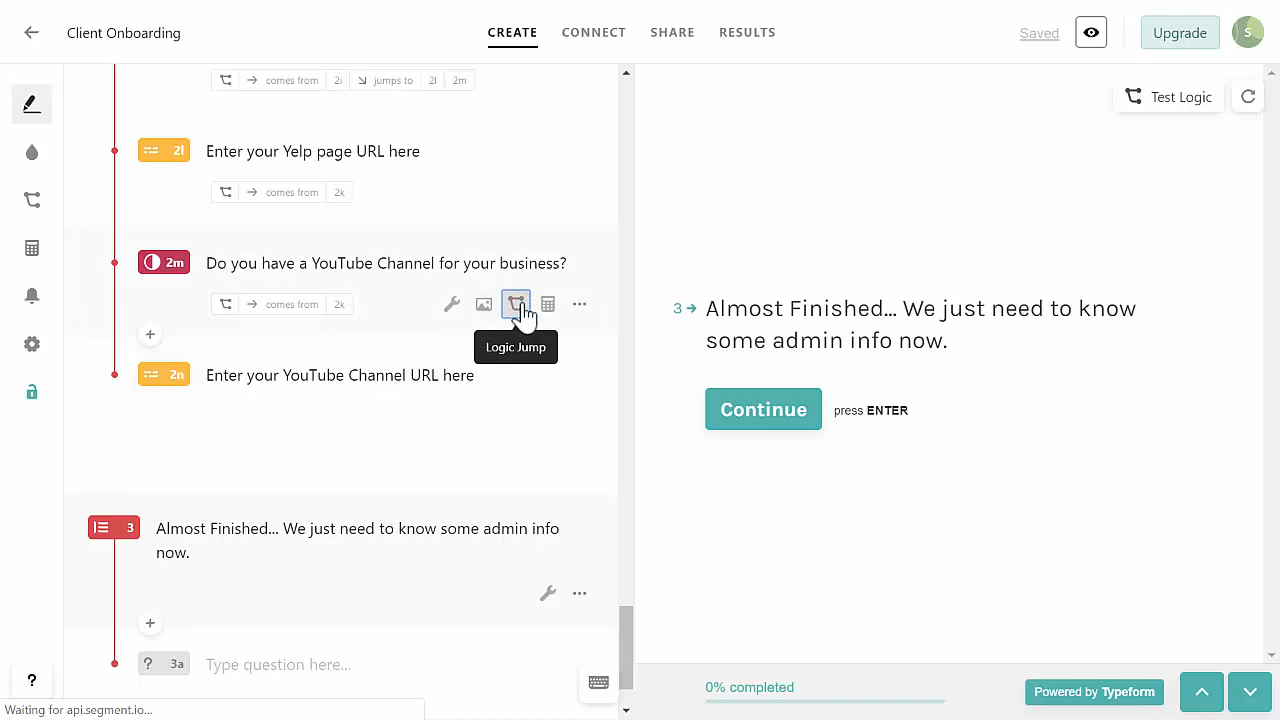 Client Onboarding
CREATE
CONNECT
SHARE
RESULTS
Saved
Upgrade
S
comes from 2i jumps to 2l 2m
Test Logic
2l Enter your Yelp page URL here
comes from 2k
2m Do you have a YouTube Channel for your business?
comes from 2k
Logic Jump
2n Enter your YouTube Channel URL here
3 Almost Finished... We just need to know some admin info
now.
3a Type question here...
?
Waiting for api.segment.io...
3 Almost Finished... We just need to know
some admin info now.
Continue press ENTER
0% completed
Powered by Typeform